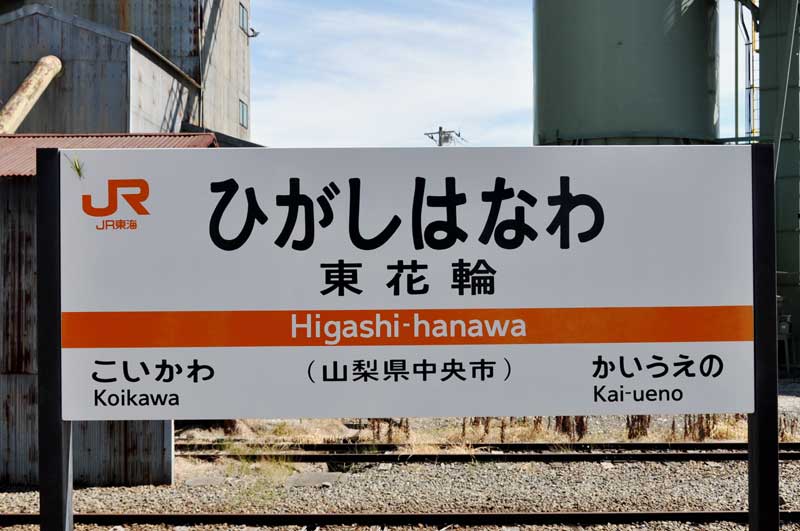 JR
JR東海
ひがしはなわ
東花輪
Higashi-hanawa
こいかわ
Koikawa
(山梨県中央市)
かいうえの
Kai-ueno